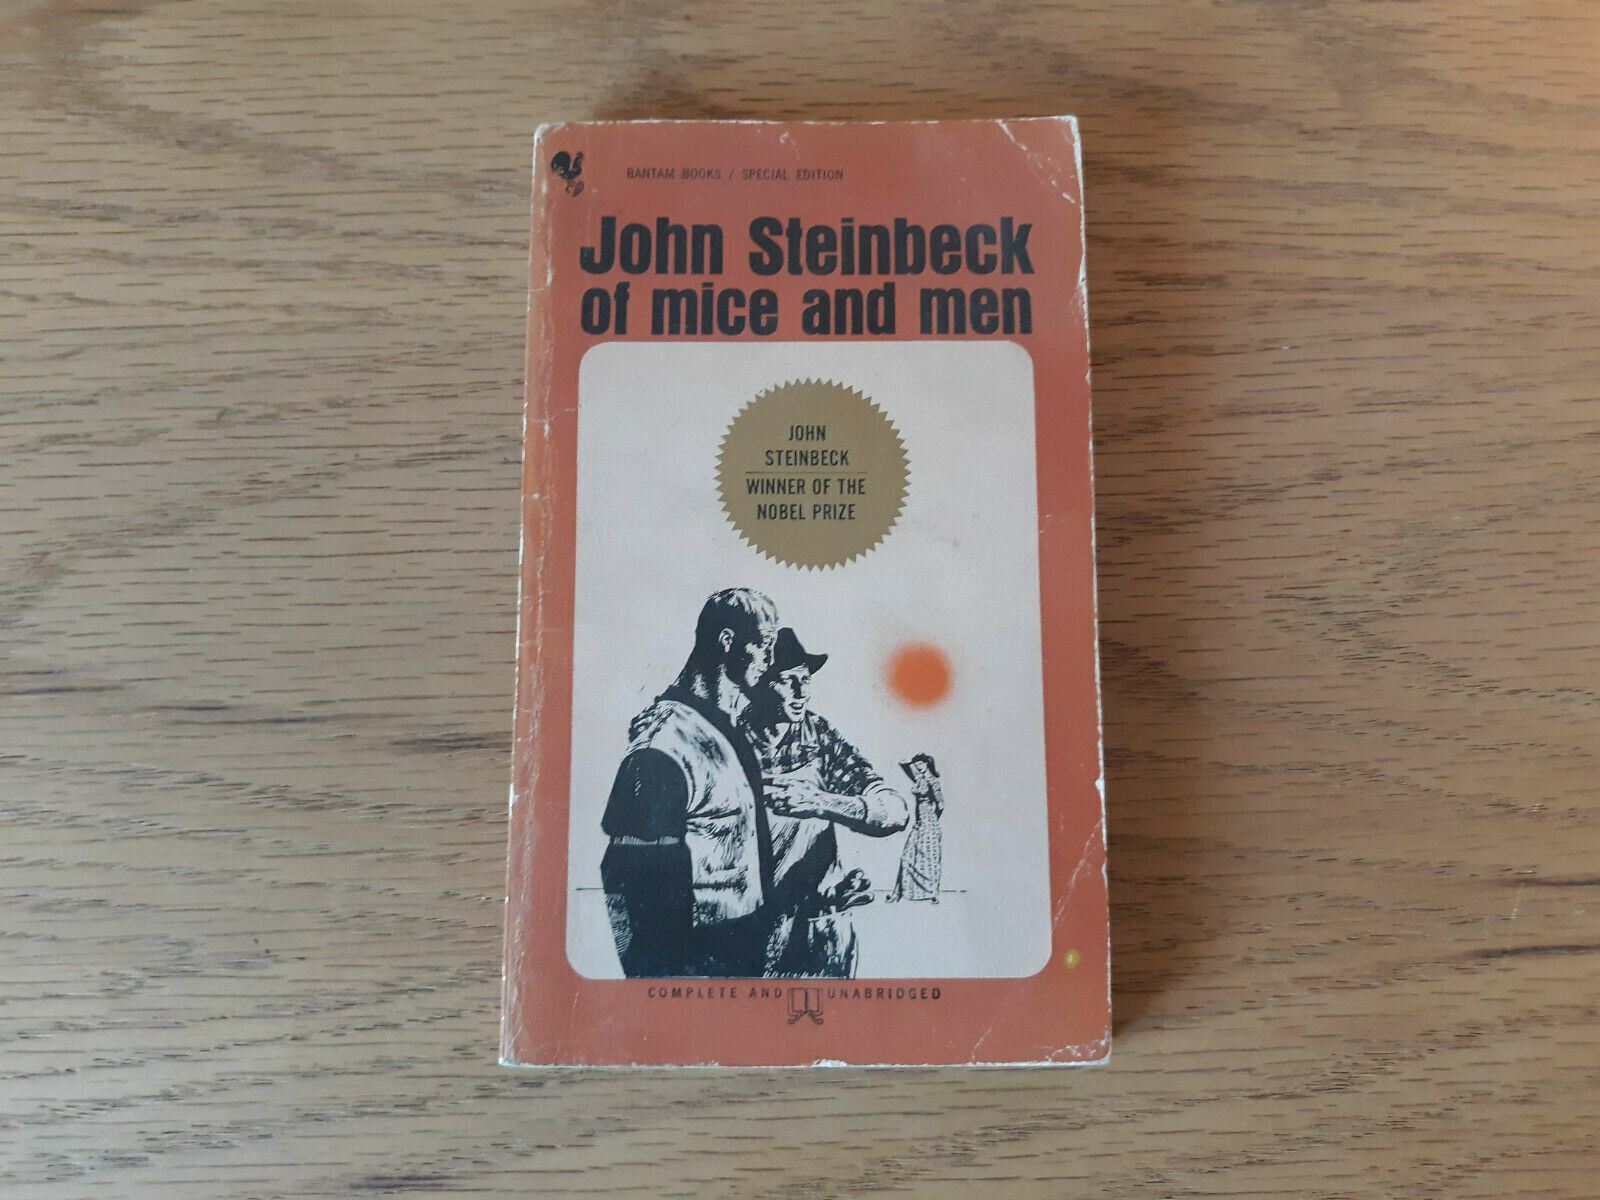 BANTAM BOOKS / SPECIAL EDITION
John Steinbeck
of mice and men
JOHN
STEINBECK
WINNER OF THE
NOBEL PRIZE
COMPLETE AND UNABRIDGED